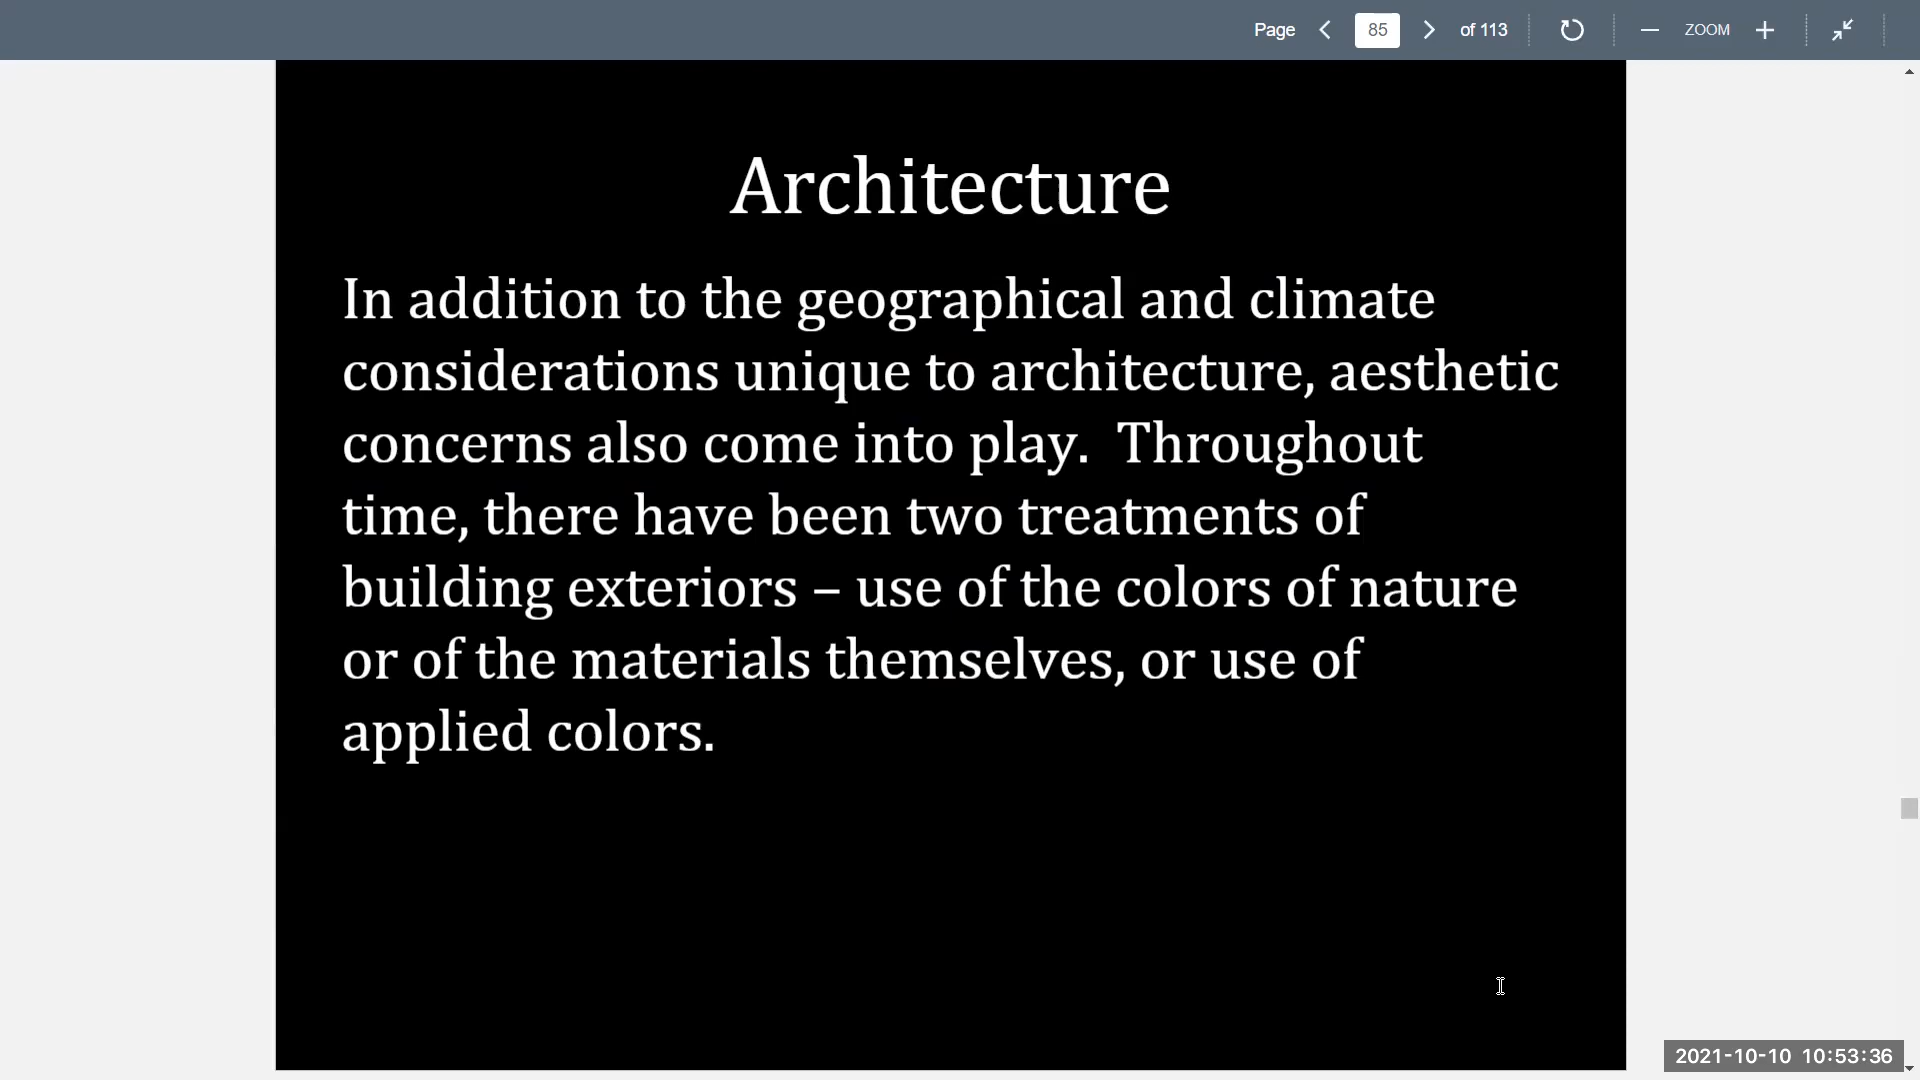 Page 85 of 113 ZOOM
Architecture
In addition to the geographical and climate
considerations unique to architecture, aesthetic
concerns also come into play.  Throughout
time, there have been two treatments of
building exteriors – use of the colors of nature
or of the materials themselves, or use of
applied colors.
2021-10-10 10:53:36